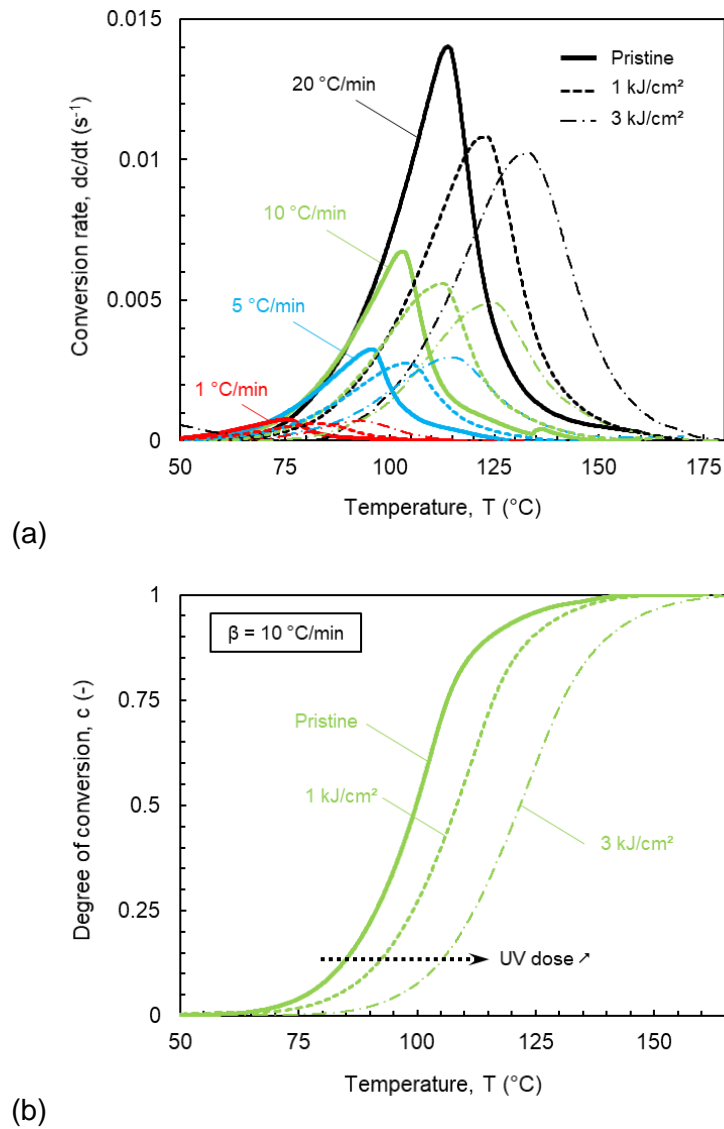 0.015
Pristine
1 kJ/cm²
3 kJ/cm²
20 °C/min
0.01
Conversion rate, dc/dt (s⁻¹)
10 °C/min
0.005
5 °C/min
1 °C/min
0
50 75 100 125 150 175
Temperature, T (°C)
(a)
1
β = 10 °C/min
0.75
Degree of conversion, c (-)
Pristine
1 kJ/cm²
0.5
3 kJ/cm²
0.25
UV dose ↗
0
50 75 100 125 150
Temperature, T (°C)
(b)